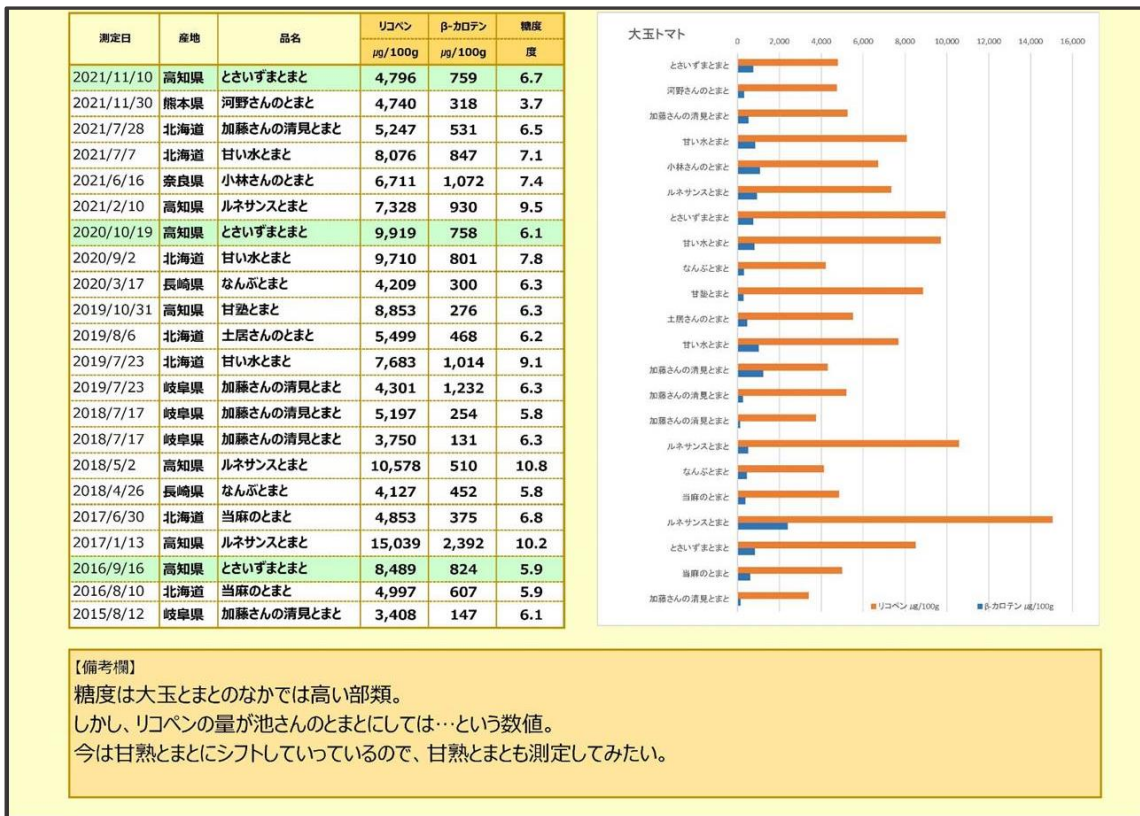 測定日 産地 品名 リコペン β-カロテン 糖度
μg/100g μg/100g 度
2021/11/10 高知県 とさいずまとまと 4,796 759 6.7
2021/11/30 熊本県 河野さんのとまと 4,740 318 3.7
2021/7/28 北海道 加藤さんの清見とまと 5,247 531 6.5
2021/7/7 北海道 甘い水とまと 8,076 847 7.1
2021/6/16 奈良県 小林さんのとまと 6,711 1,072 7.4
2021/2/10 高知県 ルネサンスとまと 7,328 930 9.5
2020/10/19 高知県 とさいずまとまと 9,919 758 6.1
2020/9/2 北海道 甘い水とまと 9,710 801 7.8
2020/3/17 長崎県 なんぶとまと 4,209 300 6.3
2019/10/31 高知県 甘塾とまと 8,853 276 6.3
2019/8/6 北海道 土居さんのとまと 5,499 468 6.2
2019/7/23 北海道 甘い水とまと 7,683 1,014 9.1
2019/7/23 岐阜県 加藤さんの清見とまと 4,301 1,232 6.3
2018/7/17 岐阜県 加藤さんの清見とまと 5,197 254 5.8
2018/7/17 岐阜県 加藤さんの清見とまと 3,750 131 6.3
2018/5/2 高知県 ルネサンスとまと 10,578 510 10.8
2018/4/26 長崎県 なんぶとまと 4,127 452 5.8
2017/6/30 北海道 当麻のとまと 4,853 375 6.8
2017/1/13 高知県 ルネサンスとまと 15,039 2,392 10.2
2016/9/16 高知県 とさいずまとまと 8,489 824 5.9
2016/8/10 北海道 当麻のとまと 4,997 607 5.9
2015/8/12 岐阜県 加藤さんの清見とまと 3,408 147 6.1
大玉トマト
0 2,000 4,000 6,000 8,000 10,000 12,000 14,000 16,000
とさいずまとまと
河野さんのとまと
加藤さんの清見とまと
甘い水とまと
小林さんのとまと
ルネサンスとまと
とさいずまとまと
甘い水とまと
なんぶとまと
甘塾とまと
土居さんのとまと
甘い水とまと
加藤さんの清見とまと
加藤さんの清見とまと
加藤さんの清見とまと
ルネサンスとまと
なんぶとまと
当麻のとまと
ルネサンスとまと
とさいずまとまと
当麻のとまと
加藤さんの清見とまと
リコペン μg/100g β-カロテン μg/100g
【備考欄】
糖度は大玉とまとのなかでは高い部類。
しかし、リコペンの量が池さんのとまとにしては…という数値。
今は甘熟とまとにシフトしていっているので、甘熟とまとも測定してみたい。